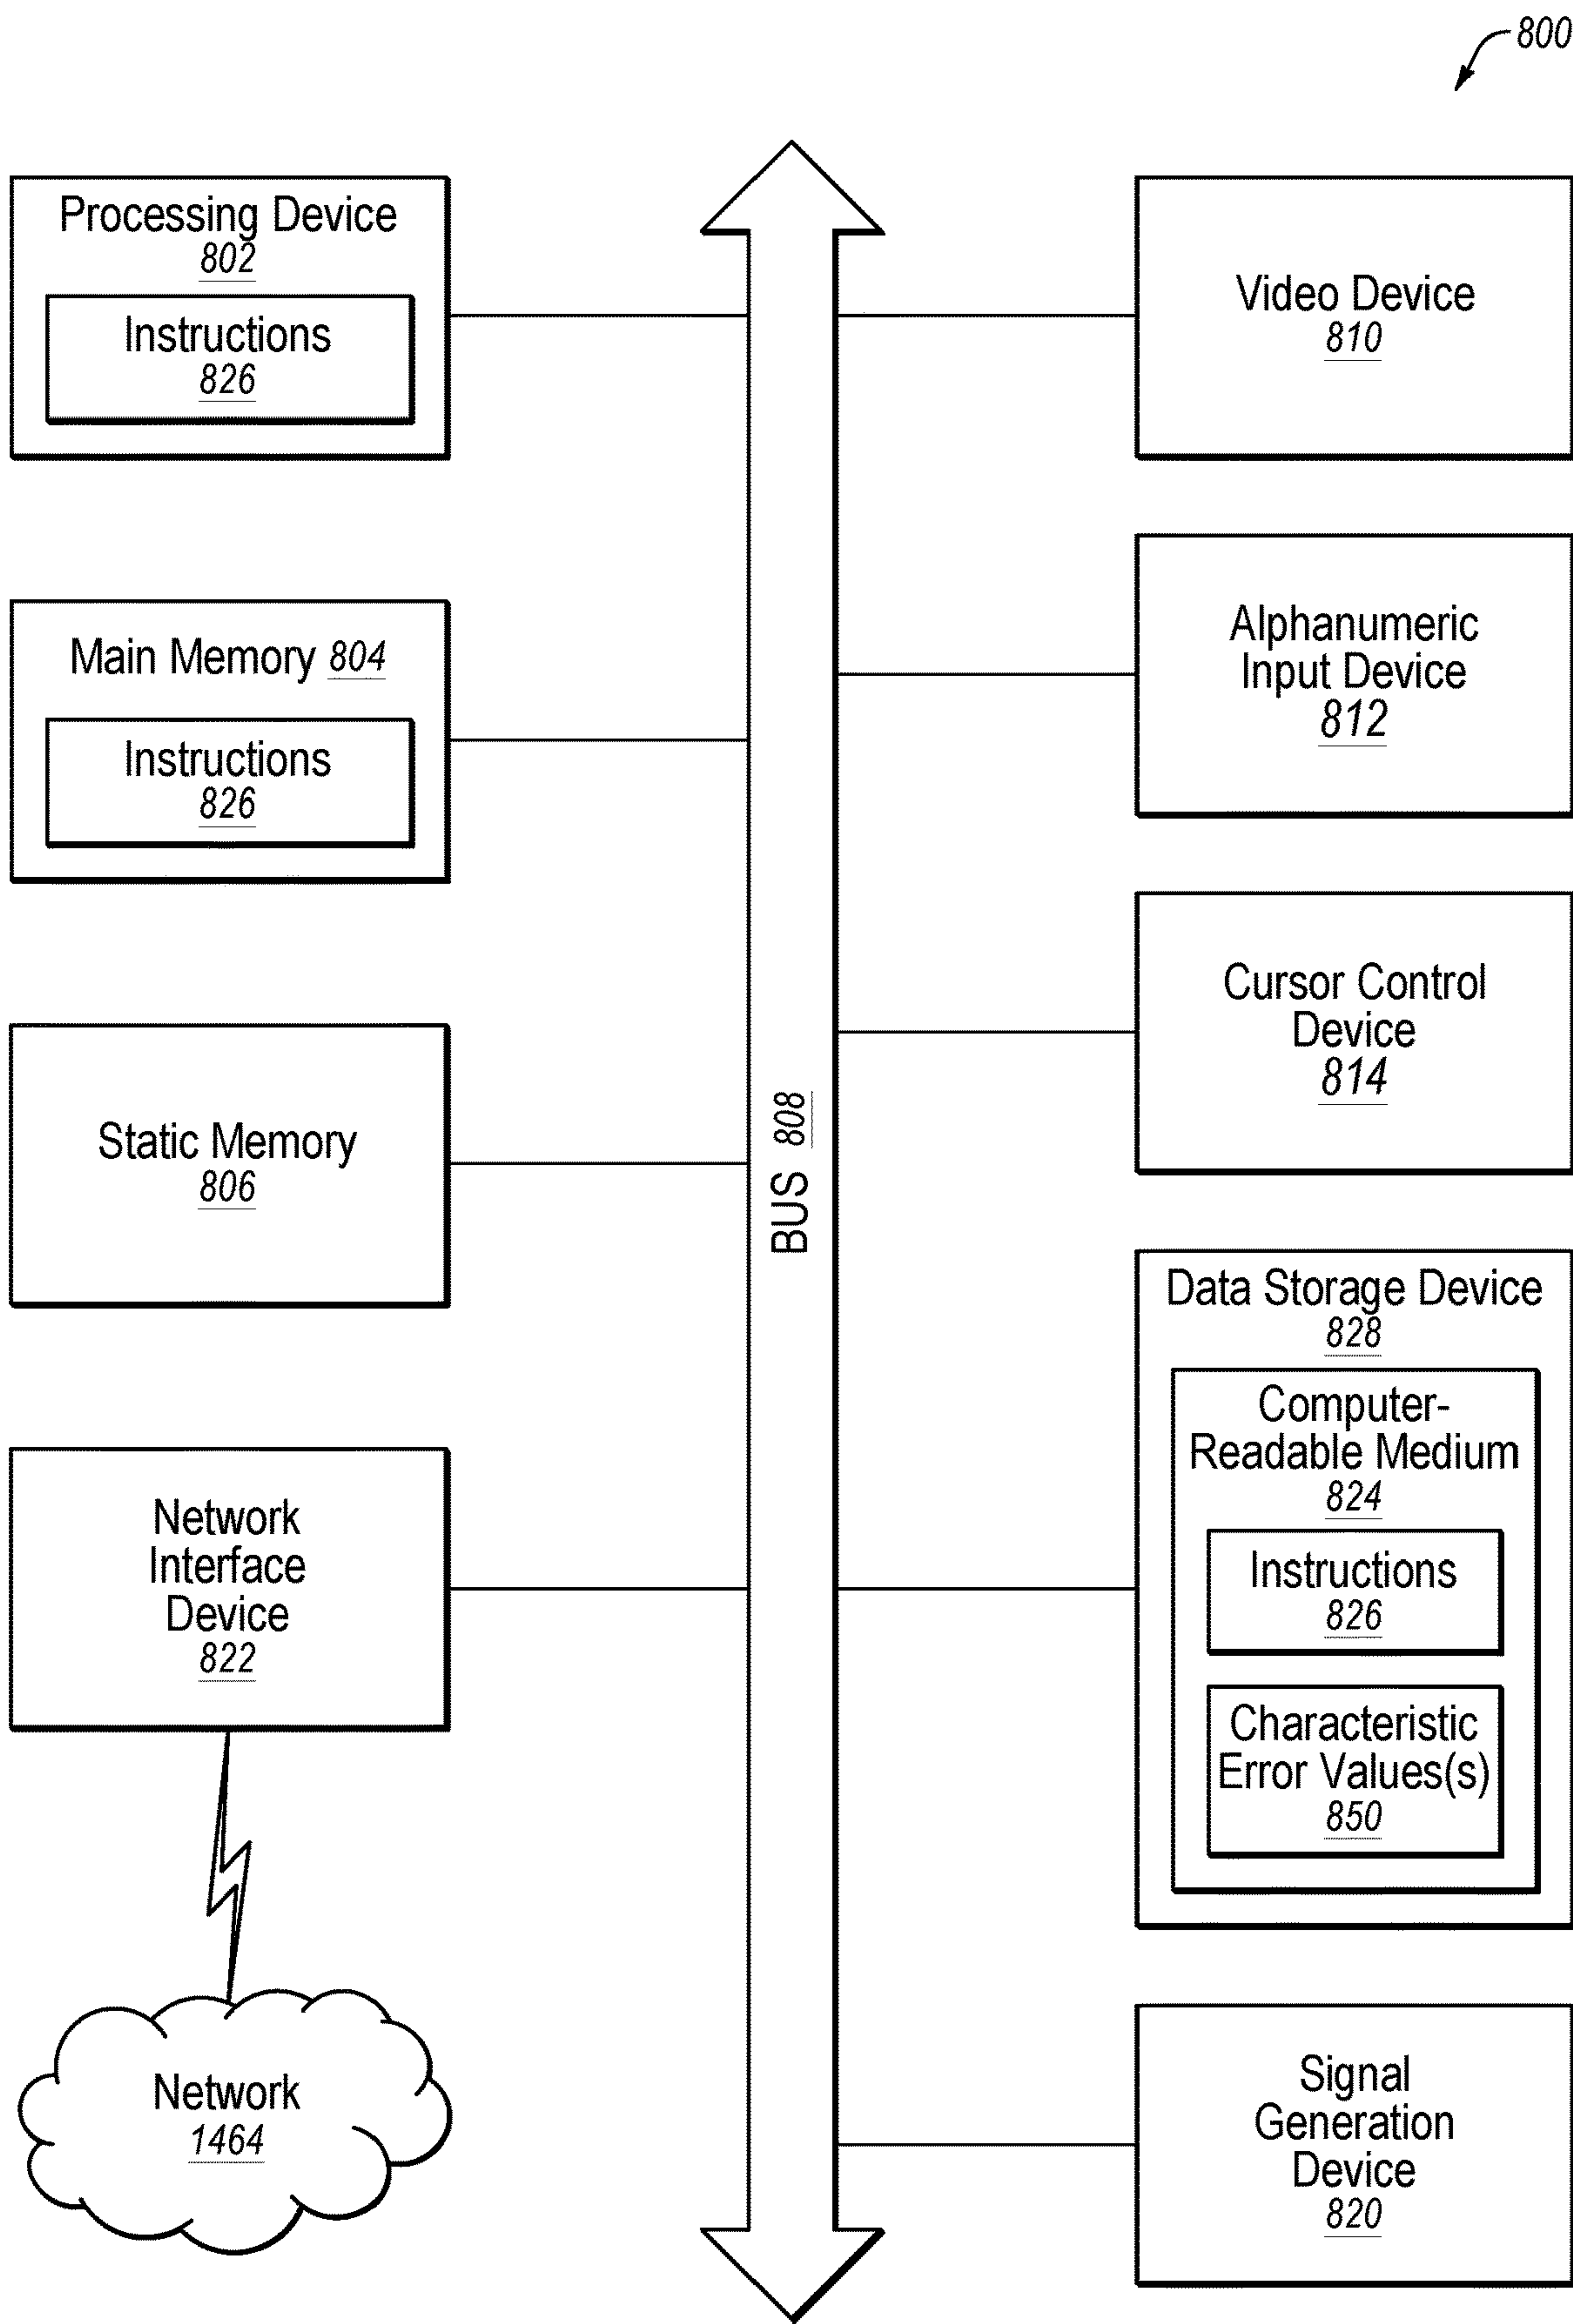 800
Processing Device
802
Instructions
826
Main Memory 804
Instructions
826
Static Memory
806
Network
Interface
Device
822
Network
1464
BUS 808
Video Device
810
Alphanumeric
Input Device
812
Cursor Control
Device
814
Data Storage Device
828
Computer-
Readable Medium
824
Instructions
826
Characteristic
Error Values(s)
850
Signal
Generation
Device
820